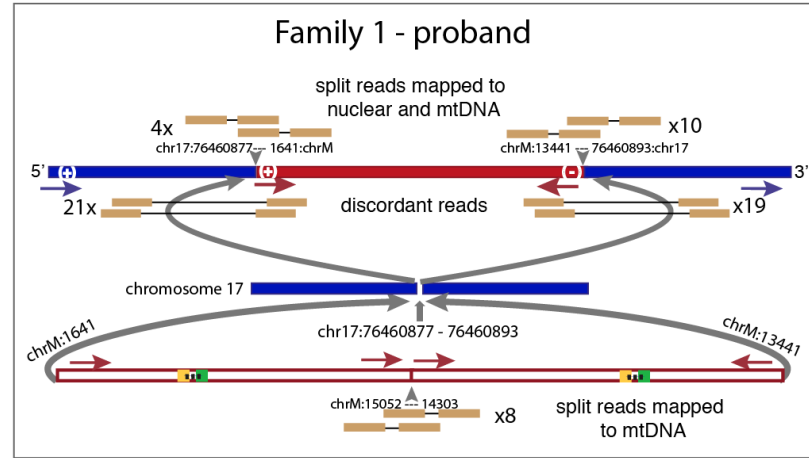 Family 1 - proband
split reads mapped to
nuclear and mtDNA
4x
x10
chr17:76460877--- 1641:chrM
chrM:13441 --- 76460893:chr17
5'
+
+
-
3'
21x
discordant reads
x19
chromosome 17
chr17:76460877 - 76460893
chrM:1641
chrM:13441
chrM:15052 --- 14303
x8
split reads mapped
to mtDNA